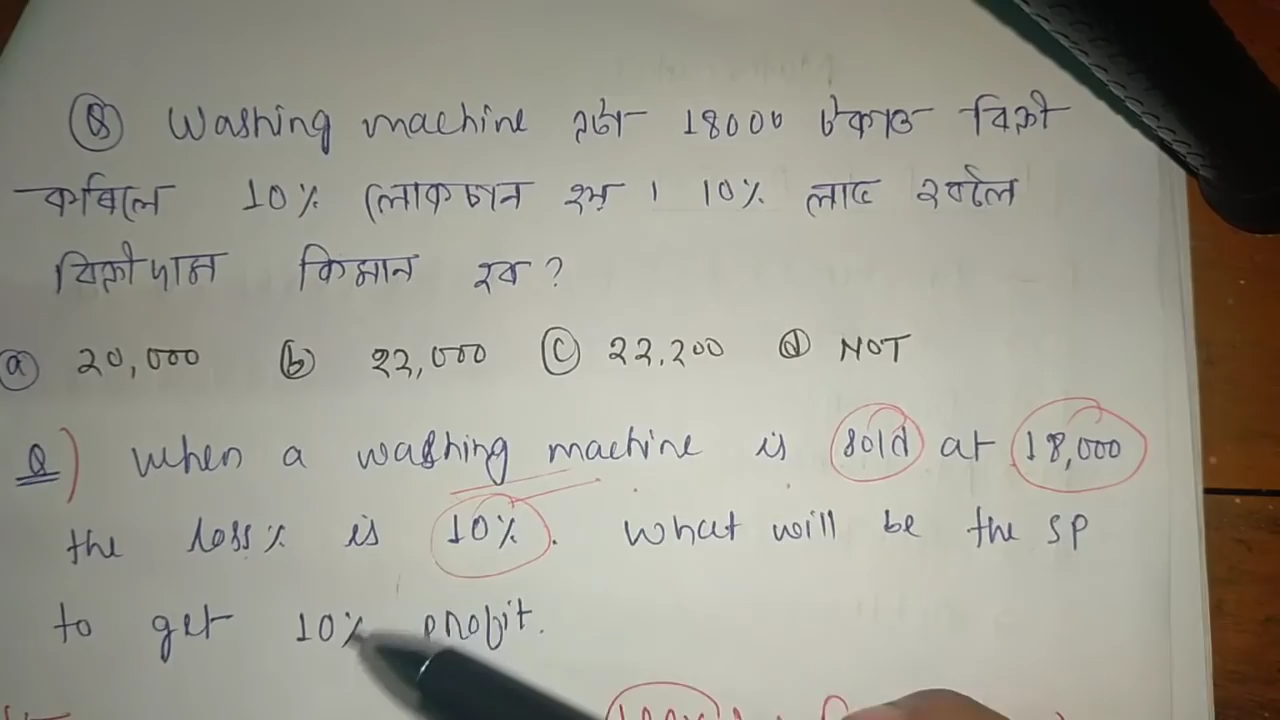 Q Washing machine এটা 18000 টকাত বিক্ৰী
কৰিলে 10% লোকচান হয় । 10% লাভ হবলৈ
বিক্ৰীদাম কিমান হব?
a 20,000 b 22,000 c 22,200 d NOT
Q) When a washing machine is sold at 18,000
the loss% is 10%. What will be the SP
to get 10% profit.